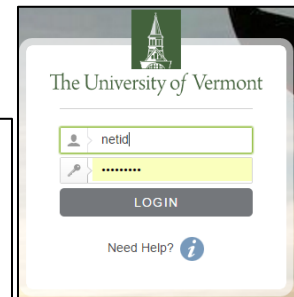 The University of Vermont
netid
•••••••••
LOGIN
Need Help? i